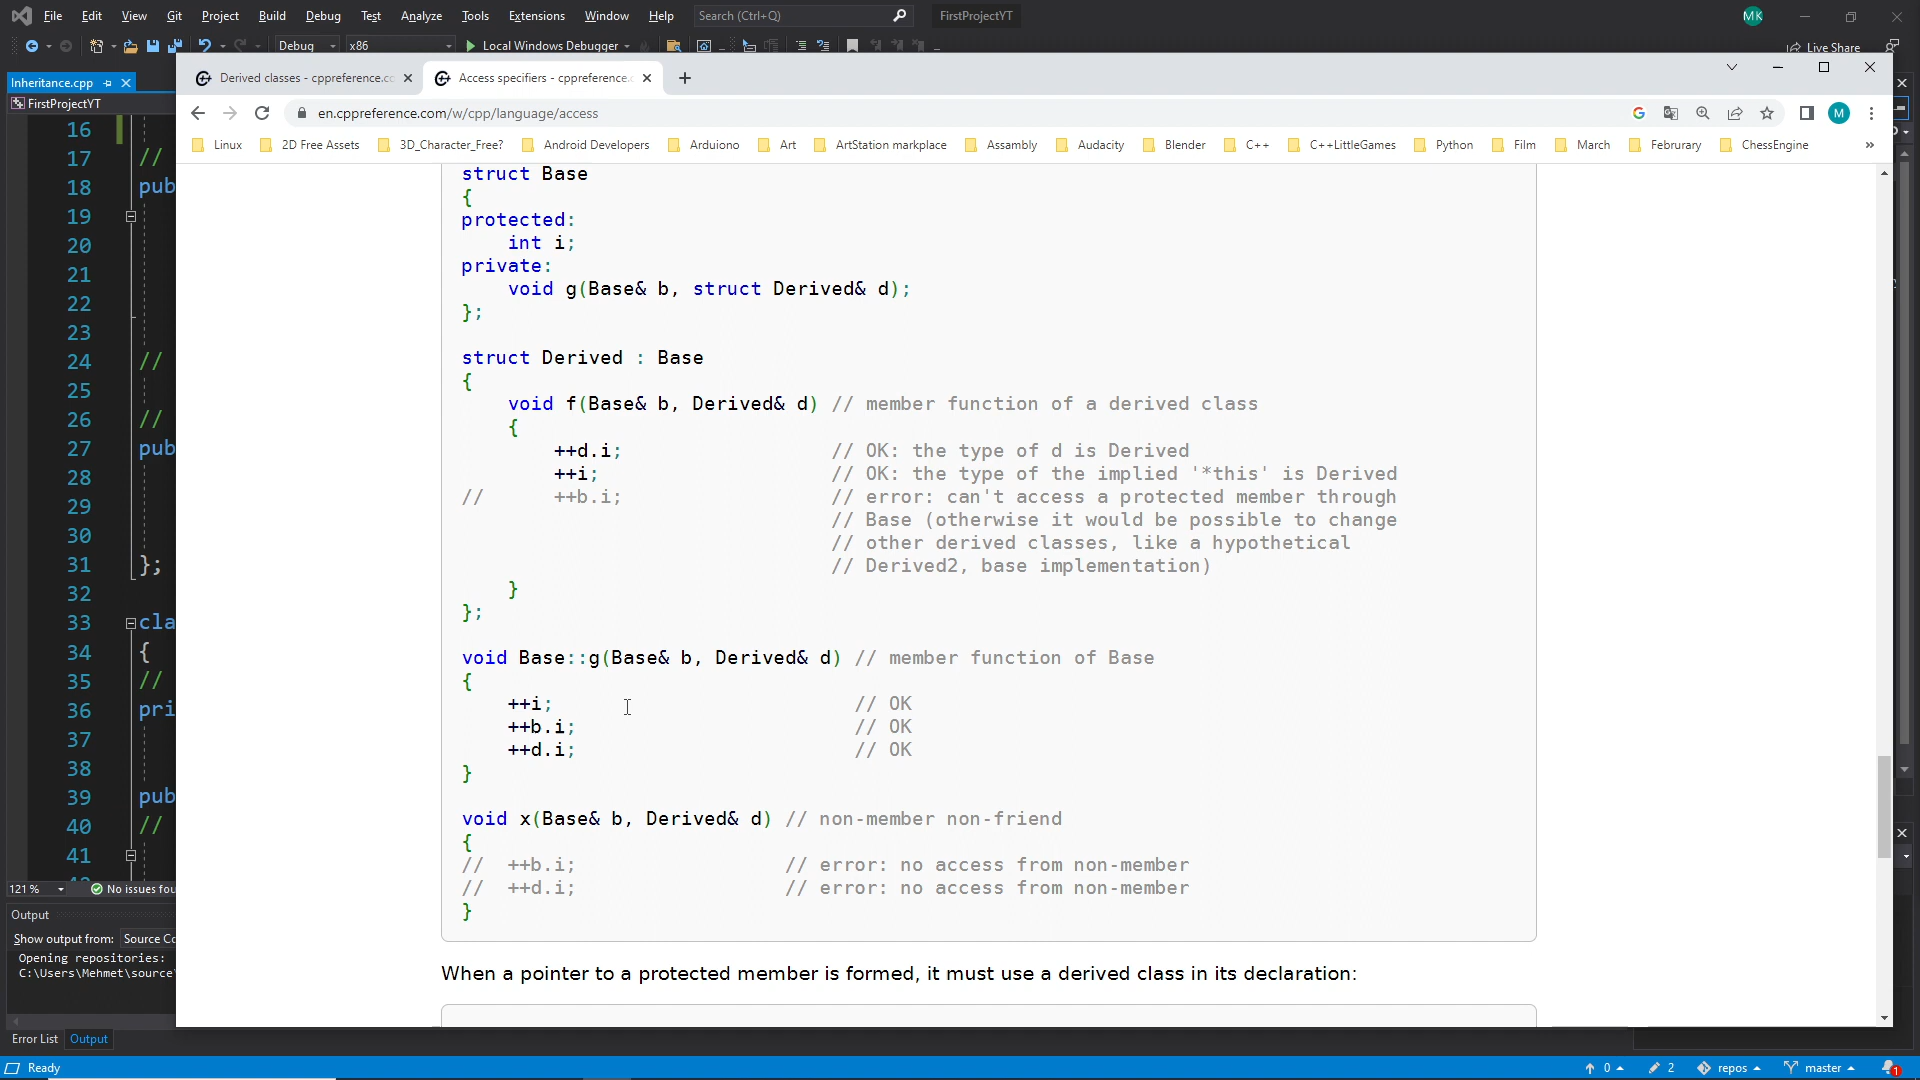 File Edit View Git Project Build Debug Test Analyze Tools Extensions Window Help Search (Ctrl+Q) FirstProjectYT MK
Debug x86 Local Windows Debugger Live Share
Inheritance.cpp
FirstProjectYT
Derived classes - cppreference.cc Access specifiers - cppreference.
en.cppreference.com/w/cpp/language/access M
Linux 2D Free Assets 3D_Character_Free? Android Developers Arduiono Art ArtStation markplace Assambly Audacity Blender C++ C++LittleGames Python Film March Februrary ChessEngine »
16
17 //
18 pub
19
20
21
22
23
24 //
25
26 //
27 pub
28
29
30
31 };
32
33 cla
34 {
35 //
36 pri
37
38
39 pub
40 //
41
struct Base
{
protected:
int i;
private:
void g(Base& b, struct Derived& d);
};
struct Derived : Base
{
void f(Base& b, Derived& d) // member function of a derived class
{
++d.i; // OK: the type of d is Derived
++i; // OK: the type of the implied '*this' is Derived
// ++b.i; // error: can't access a protected member through
// Base (otherwise it would be possible to change
// other derived classes, like a hypothetical
// Derived2, base implementation)
}
};
void Base::g(Base& b, Derived& d) // member function of Base
{
++i; // OK
++b.i; // OK
++d.i; // OK
}
void x(Base& b, Derived& d) // non-member non-friend
{
// ++b.i; // error: no access from non-member
// ++d.i; // error: no access from non-member
}
When a pointer to a protected member is formed, it must use a derived class in its declaration:
121 % No issues fou
Output
Show output from: Source Co
Opening repositories:
C:\Users\Mehmet\source\
Error List Output
Ready 0 2 repos master 1